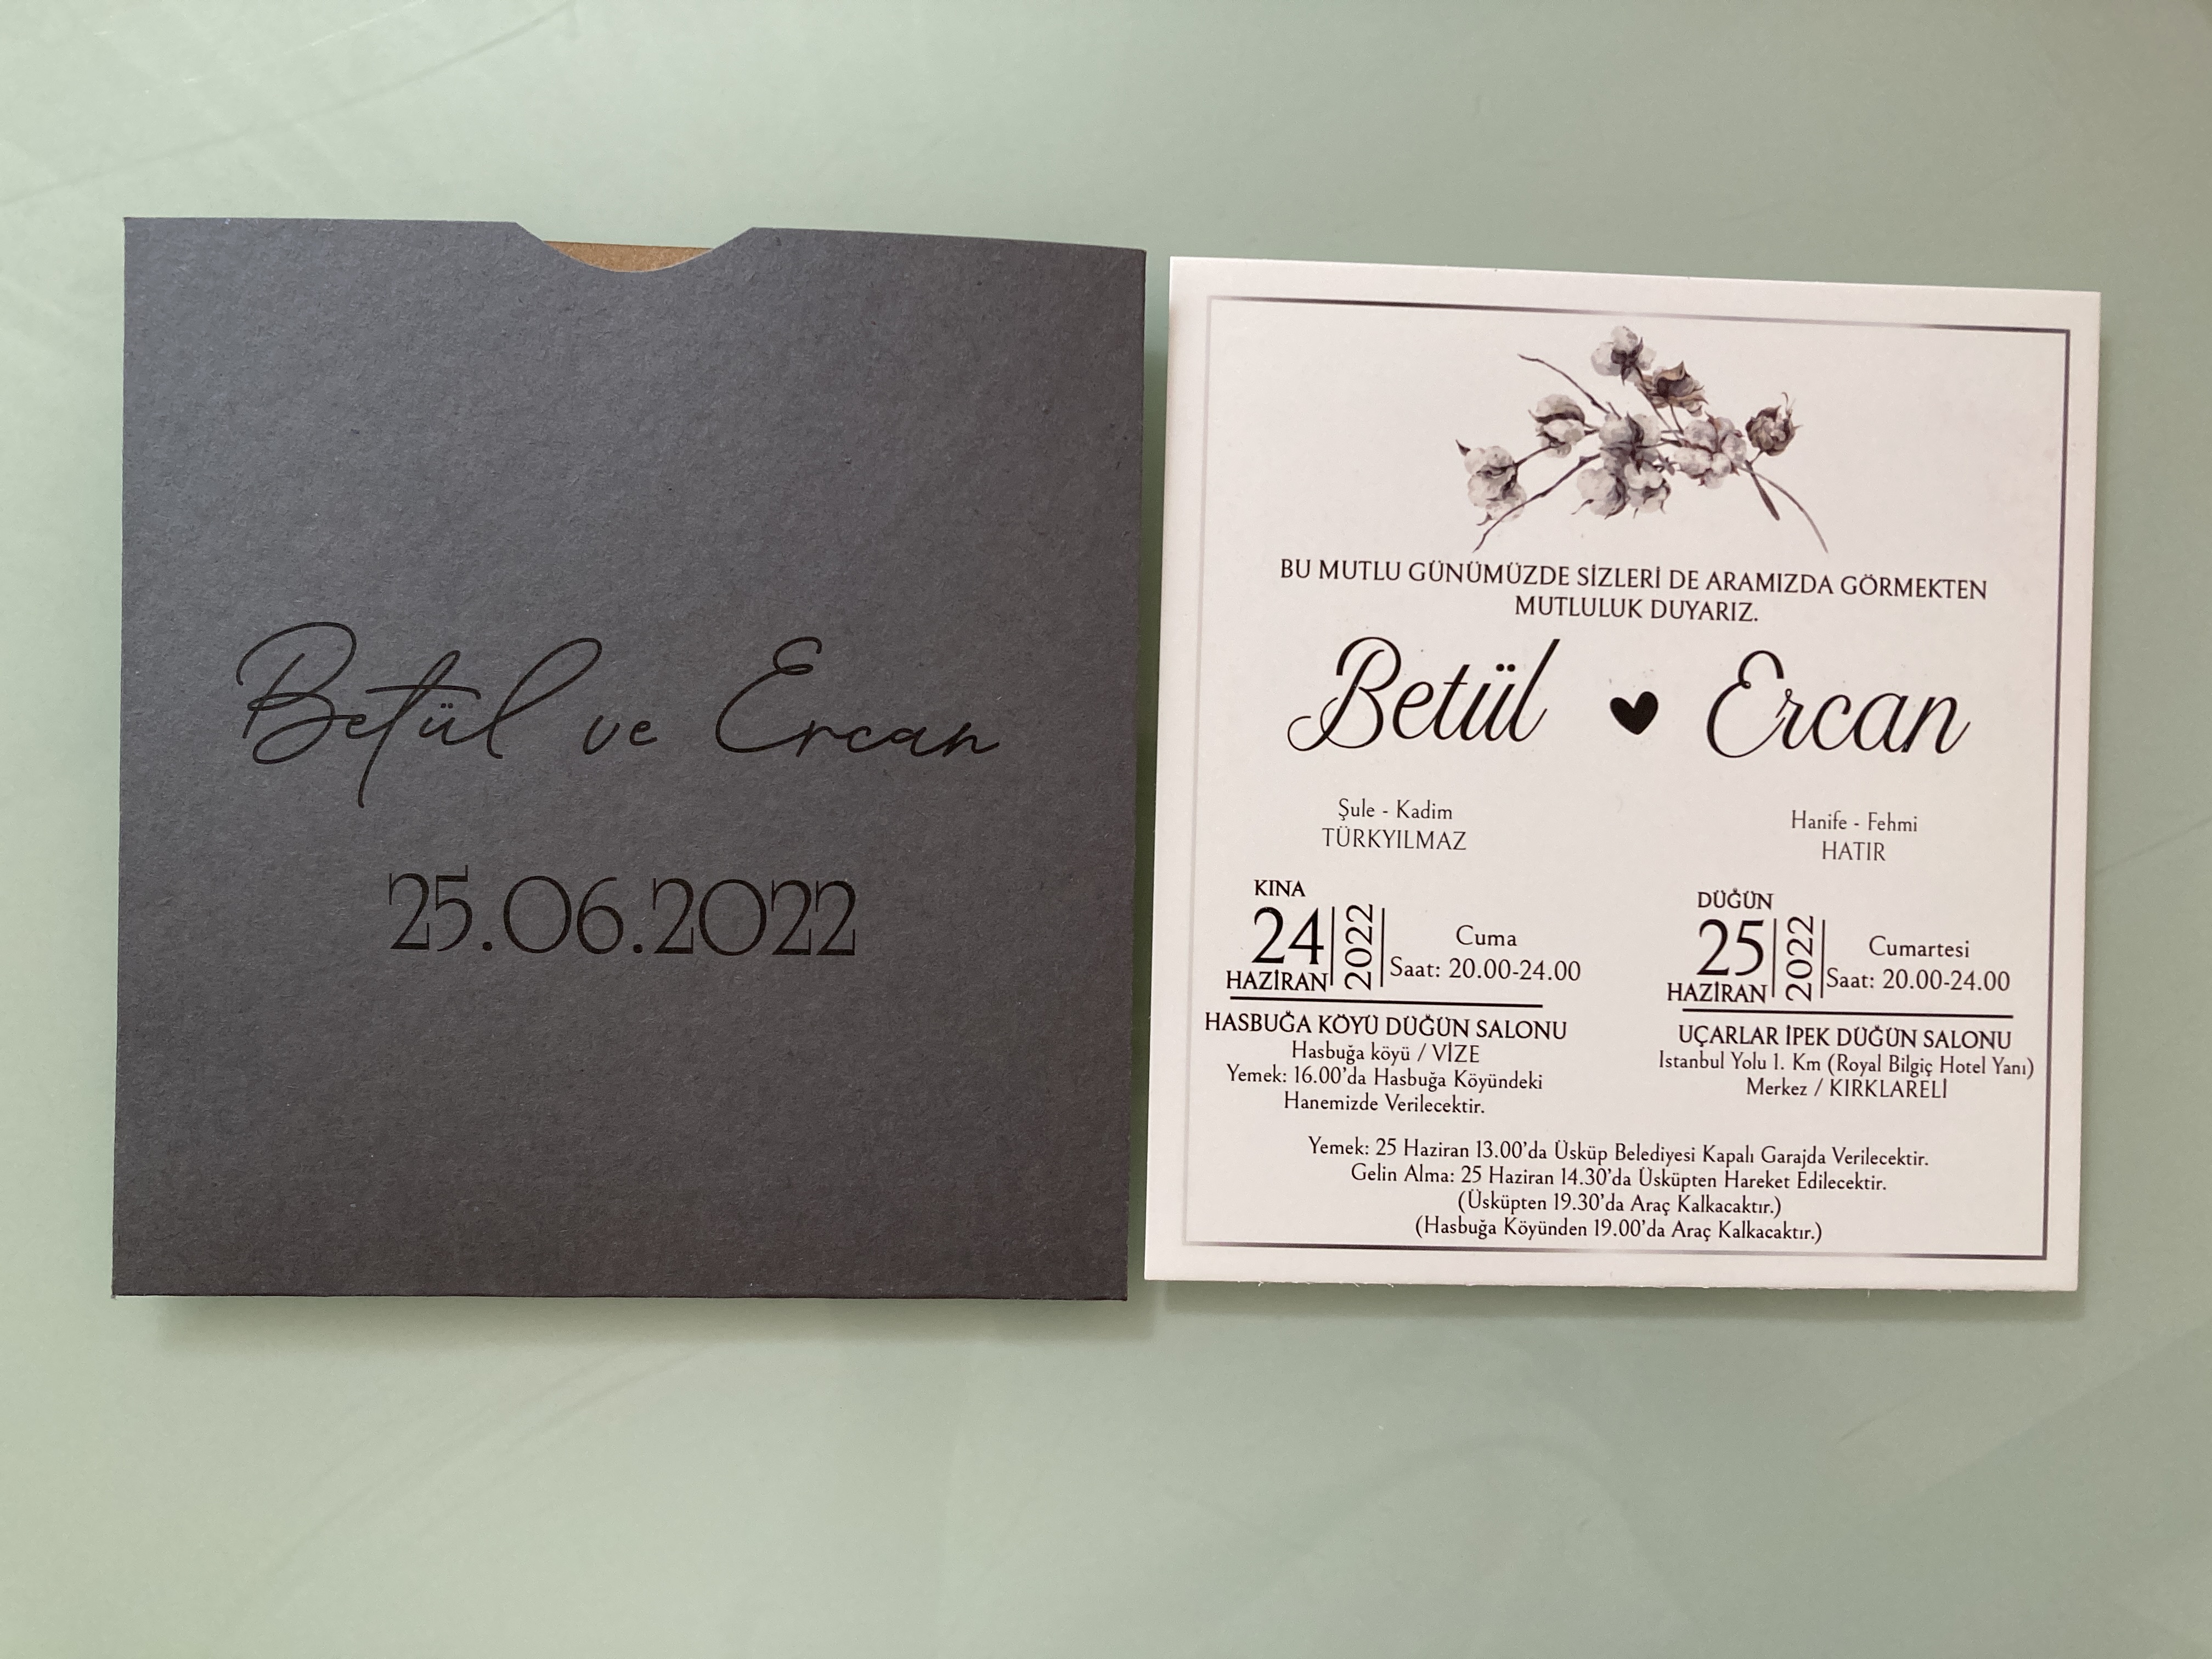 Betül ve Ercan
25.06.2022
BU MUTLU GÜNÜMÜZDE SİZLERİ DE ARAMIZDA GÖRMEKTEN
MUTLULUK DUYARIZ.
Betül ♥ Ercan
Şule - Kadim
TÜRKYILMAZ
Hanife - Fehmi
HATIR
KINA
24
HAZİRAN
2022
Cuma
Saat: 20.00-24.00
HASBUĞA KÖYÜ DÜĞÜN SALONU
Hasbuğa köyü / VİZE
Yemek: 16.00'da Hasbuğa Köyündeki
Hanemizde Verilecektir.
DÜĞÜN
25
HAZİRAN
2022
Cumartesi
Saat: 20.00-24.00
UÇARLAR İPEK DÜĞÜN SALONU
Istanbul Yolu 1. Km (Royal Bilgiç Hotel Yanı)
Merkez / KIRKLARELİ
Yemek: 25 Haziran 13.00'da Üsküp Belediyesi Kapalı Garajda Verilecektir.
Gelin Alma: 25 Haziran 14.30'da Üsküpten Hareket Edilecektir.
(Üsküpten 19.30'da Araç Kalkacaktır.)
(Hasbuğa Köyünden 19.00'da Araç Kalkacaktır.)